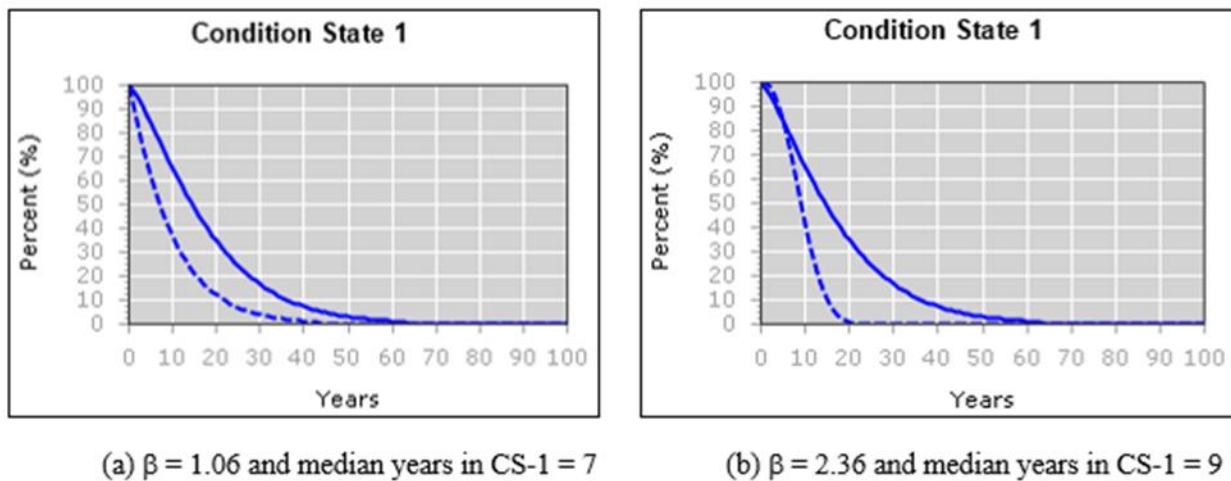 Condition State 1
100
90
80
70
60
50
40
30
20
10
0
Percent (%)
0 10 20 30 40 50 60 70 80 90 100
Years
(a) β = 1.06 and median years in CS-1 = 7
Condition State 1
100
90
80
70
60
50
40
30
20
10
0
Percent (%)
0 10 20 30 40 50 60 70 80 90 100
Years
(b) β = 2.36 and median years in CS-1 = 9